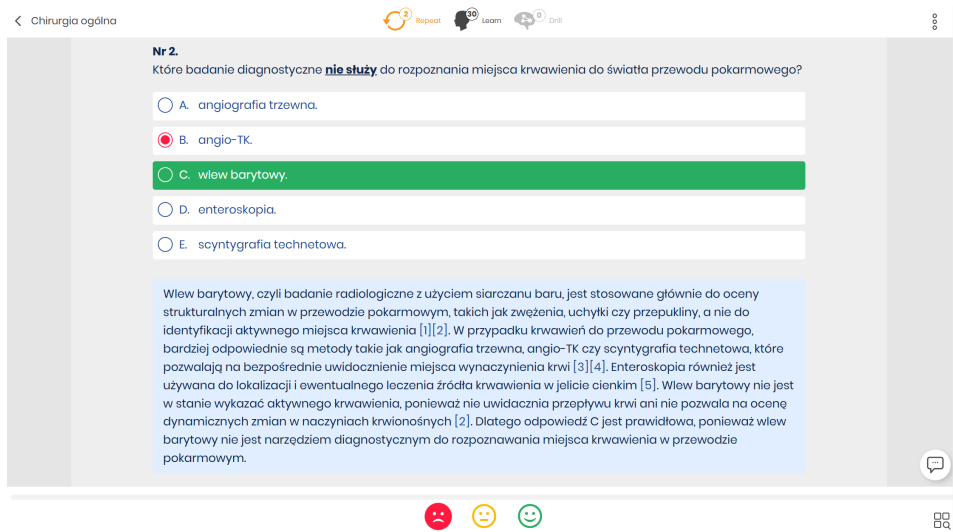 Chirurgia ogólna
2
Repeat
30
Learn
0
Drill
Nr 2.
Które badanie diagnostyczne nie służy do rozpoznania miejsca krwawienia do światła przewodu pokarmowego?
A. angiografia trzewna.
B. angio-TK.
C. wlew barytowy.
D. enteroskopia.
E. scyntygrafia technetowa.
Wlew barytowy, czyli badanie radiologiczne z użyciem siarczanu baru, jest stosowane głównie do oceny
strukturalnych zmian w przewodzie pokarmowym, takich jak zwężenia, uchyłki czy przepukliny, a nie do
identyfikacji aktywnego miejsca krwawienia [1][2]. W przypadku krwawień do przewodu pokarmowego,
bardziej odpowiednie są metody takie jak angiografia trzewna, angio-TK czy scyntygrafia technetowa, które
pozwalają na bezpośrednie uwidocznienie miejsca wynaczynienia krwi [3][4]. Enteroskopia również jest
używana do lokalizacji i ewentualnego leczenia źródła krwawienia w jelicie cienkim [5]. Wlew barytowy nie jest
w stanie wykazać aktywnego krwawienia, ponieważ nie uwidacznia przepływu krwi ani nie pozwala na ocenę
dynamicznych zmian w naczyniach krwionośnych [2]. Dlatego odpowiedź C jest prawidłowa, ponieważ wlew
barytowy nie jest narzędziem diagnostycznym do rozpoznawania miejsca krwawienia w przewodzie
pokarmowym.